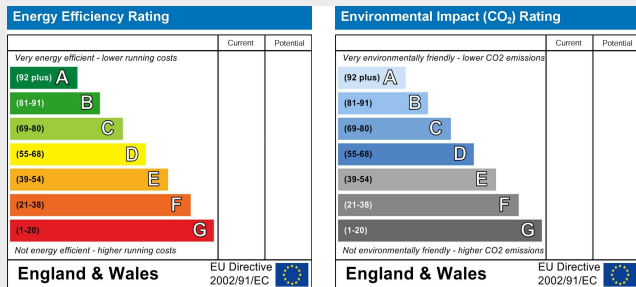 Energy Efficiency Rating
Current Potential
Very energy efficient - lower running costs
(92 plus) A
(81-91) B
(69-80) C
(55-68) D
(39-54) E
(21-38) F
(1-20) G
Not energy efficient - higher running costs
England & Wales
EU Directive
2002/91/EC
Environmental Impact (CO₂) Rating
Current Potential
Very environmentally friendly - lower CO2 emissions
(92 plus) A
(81-91) B
(69-80) C
(55-68) D
(39-54) E
(21-38) F
(1-20) G
Not environmentally friendly - higher CO2 emissions
England & Wales
EU Directive
2002/91/EC